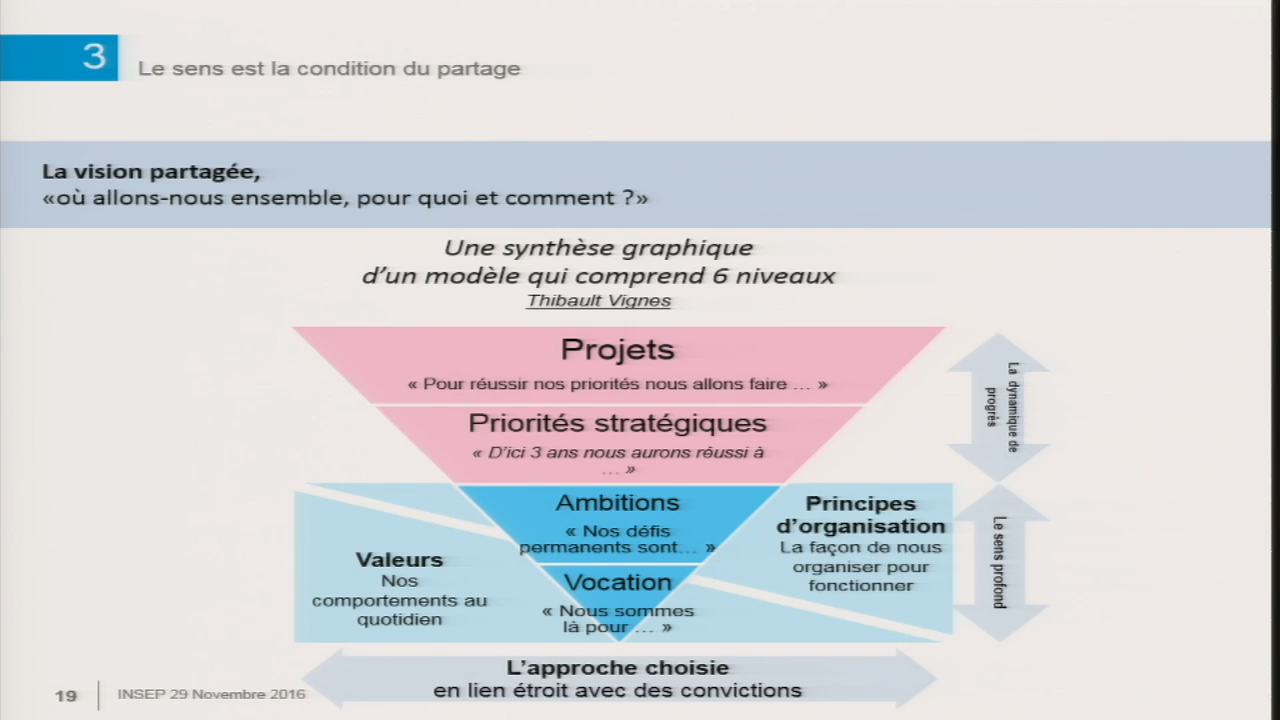 3
Le sens est la condition du partage
La vision partagée,
«où allons-nous ensemble, pour quoi et comment ?»
Une synthèse graphique
d’un modèle qui comprend 6 niveaux
Thibault Vignes
Projets
« Pour réussir nos priorités nous allons faire … »
Priorités stratégiques
« D’ici 3 ans nous aurons réussi à
… »
La dynamique de
progrès
Ambitions
« Nos défis
permanents sont… »
Vocation
« Nous sommes
là pour … »
Valeurs
Nos
comportements au
quotidien
Principes
d’organisation
La façon de nous
organiser pour
fonctionner
Le sens profond
L’approche choisie
en lien étroit avec des convictions
19
INSEP 29 Novembre 2016